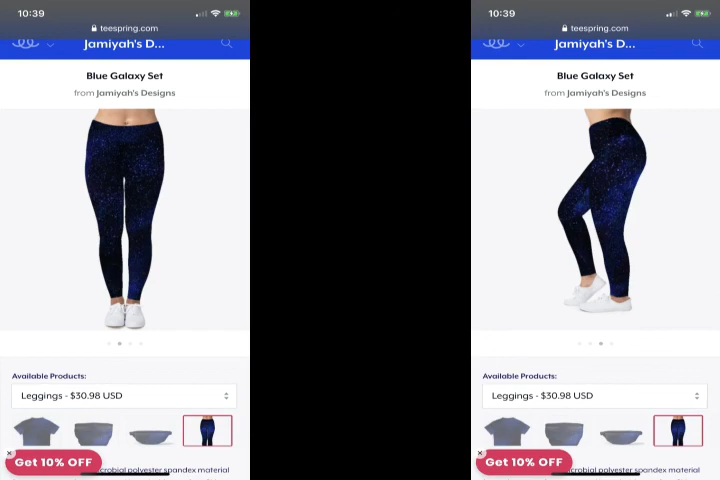 10:39
teespring.com
Jamiyah's D...
Blue Galaxy Set
from Jamiyah's Designs
Available Products:
Leggings - $30.98 USD
Get 10% OFF
polyester spandex material
10:39
teespring.com
Jamiyah's D...
Blue Galaxy Set
from Jamiyah's Designs
Available Products:
Leggings - $30.98 USD
Get 10% OFF
polyester spandex material